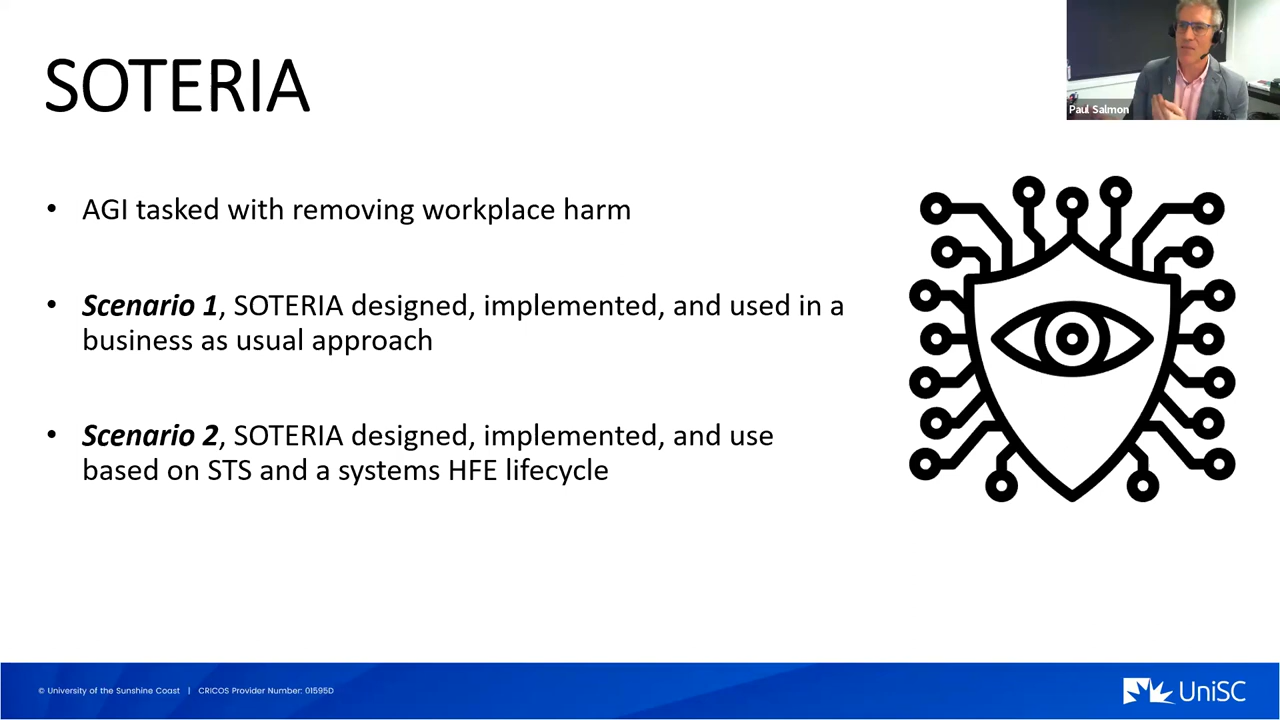 SOTERIA
Paul Salmon
• AGI tasked with removing workplace harm
• Scenario 1, SOTERIA designed, implemented, and used in a
business as usual approach
• Scenario 2, SOTERIA designed, implemented, and use
based on STS and a systems HFE lifecycle
© University of the Sunshine Coast | CRICOS Provider Number: 01595D
UniSC